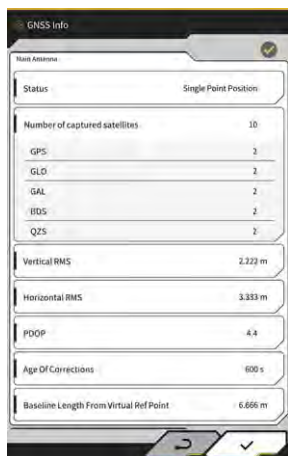 GNSS Info
Main Antenna
Status Single Point Position
Number of captured satellites 10
GPS 2
GLO 2
GAL 2
BDS 2
QZS 2
Vertical RMS 2.222 m
Horizontal RMS 3.333 m
PDOP 4.4
Age Of Corrections 600 s
Baseline Length From Virtual Ref Point 6.666 m